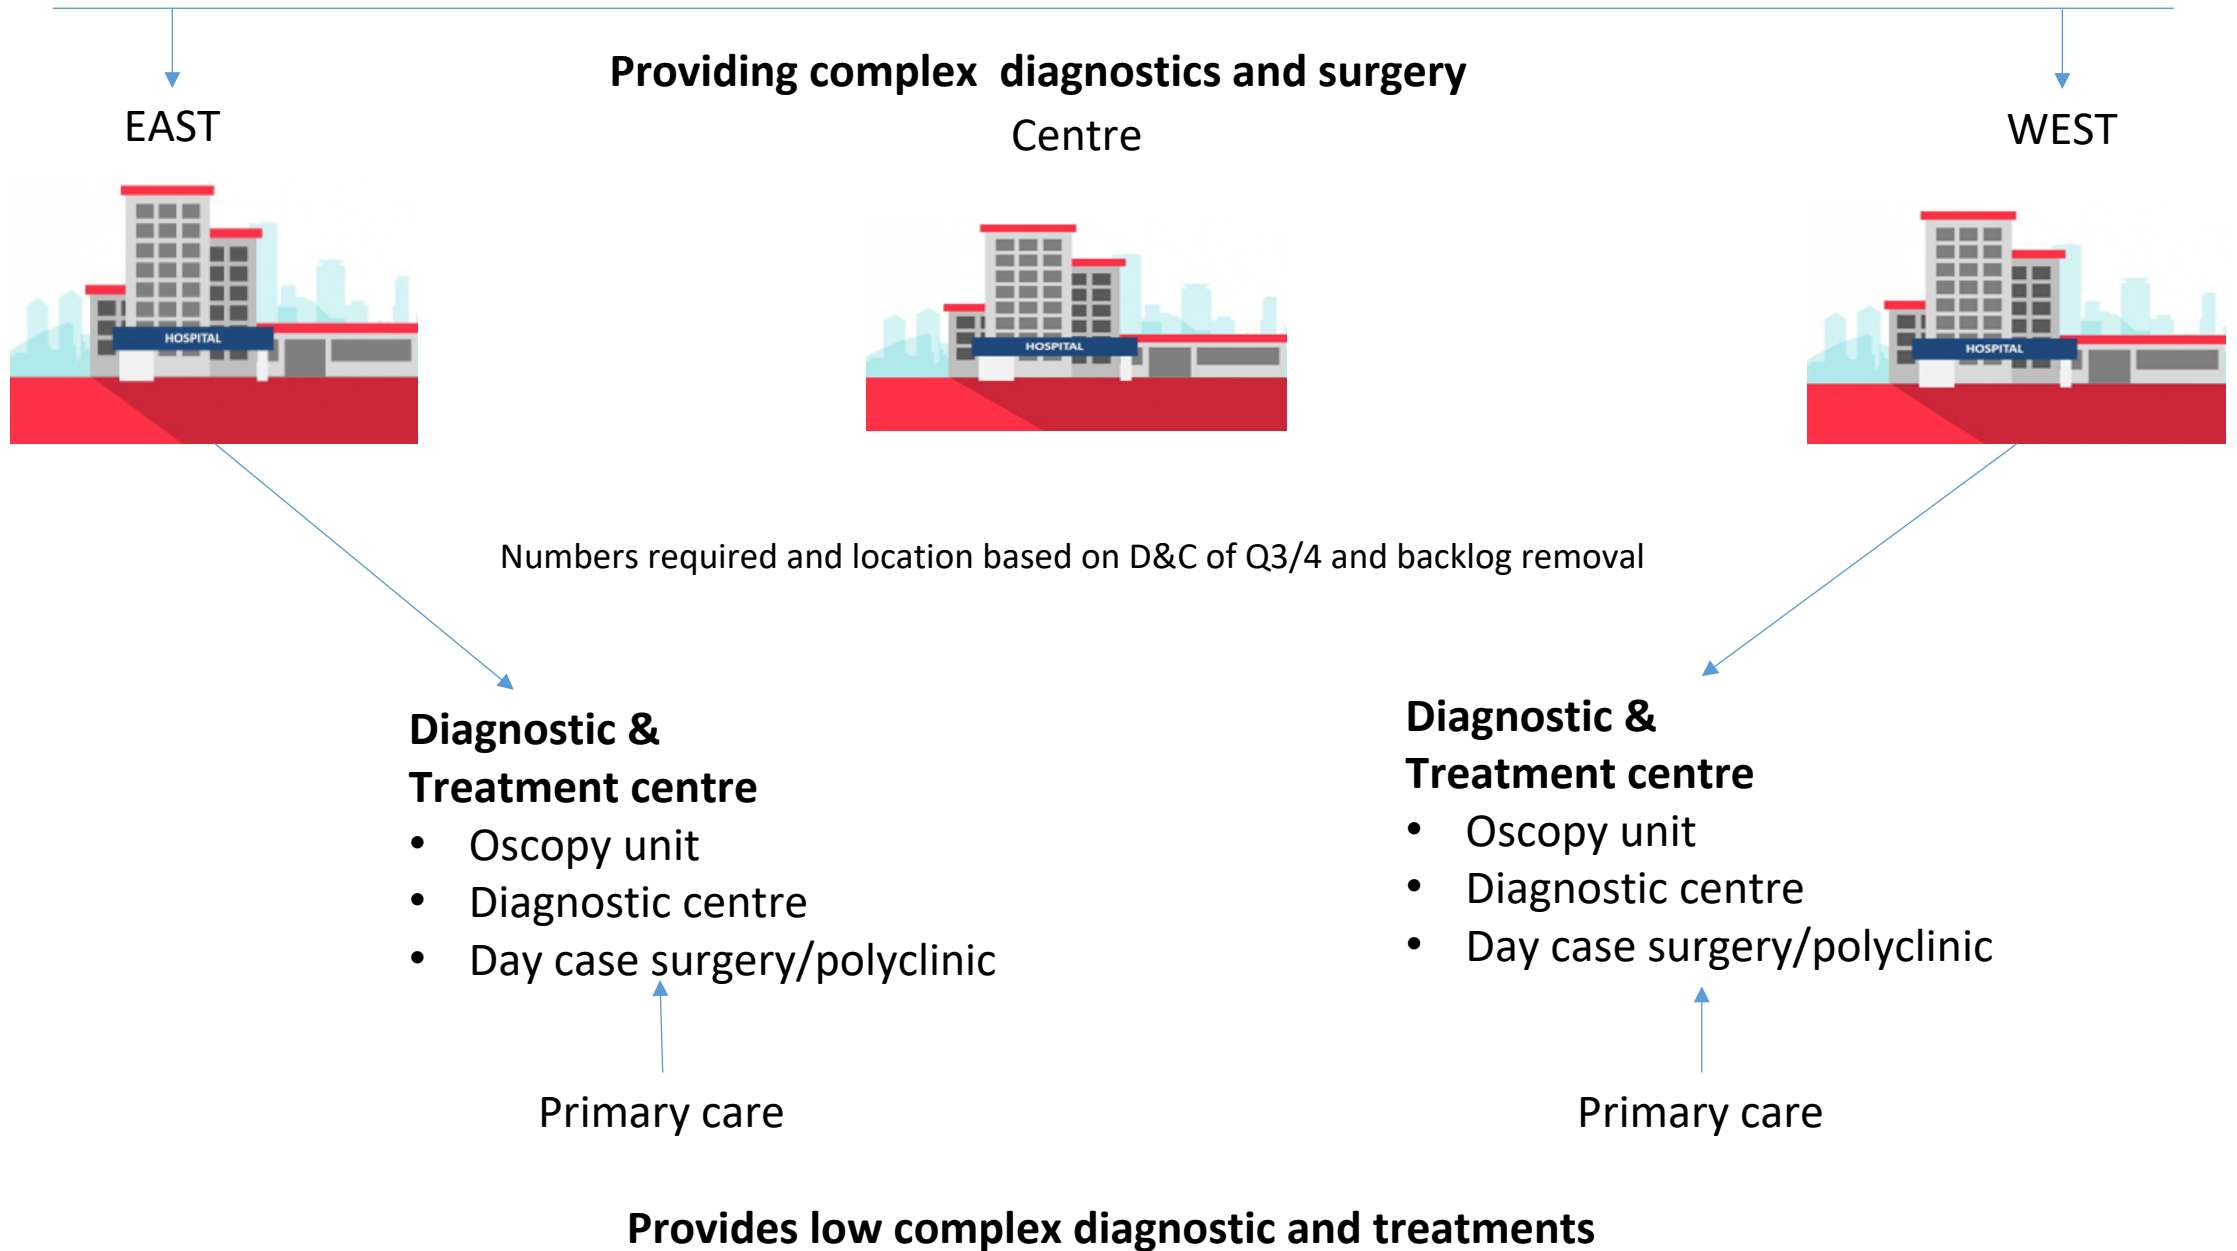 Providing complex  diagnostics and surgery
EAST
Centre
WEST
HOSPITAL
HOSPITAL
HOSPITAL
Numbers required and location based on D&C of Q3/4 and backlog removal
Diagnostic &
Treatment centre
• Oscopy unit
• Diagnostic centre
• Day case surgery/polyclinic
Diagnostic &
Treatment centre
• Oscopy unit
• Diagnostic centre
• Day case surgery/polyclinic
Primary care
Primary care
Provides low complex diagnostic and treatments